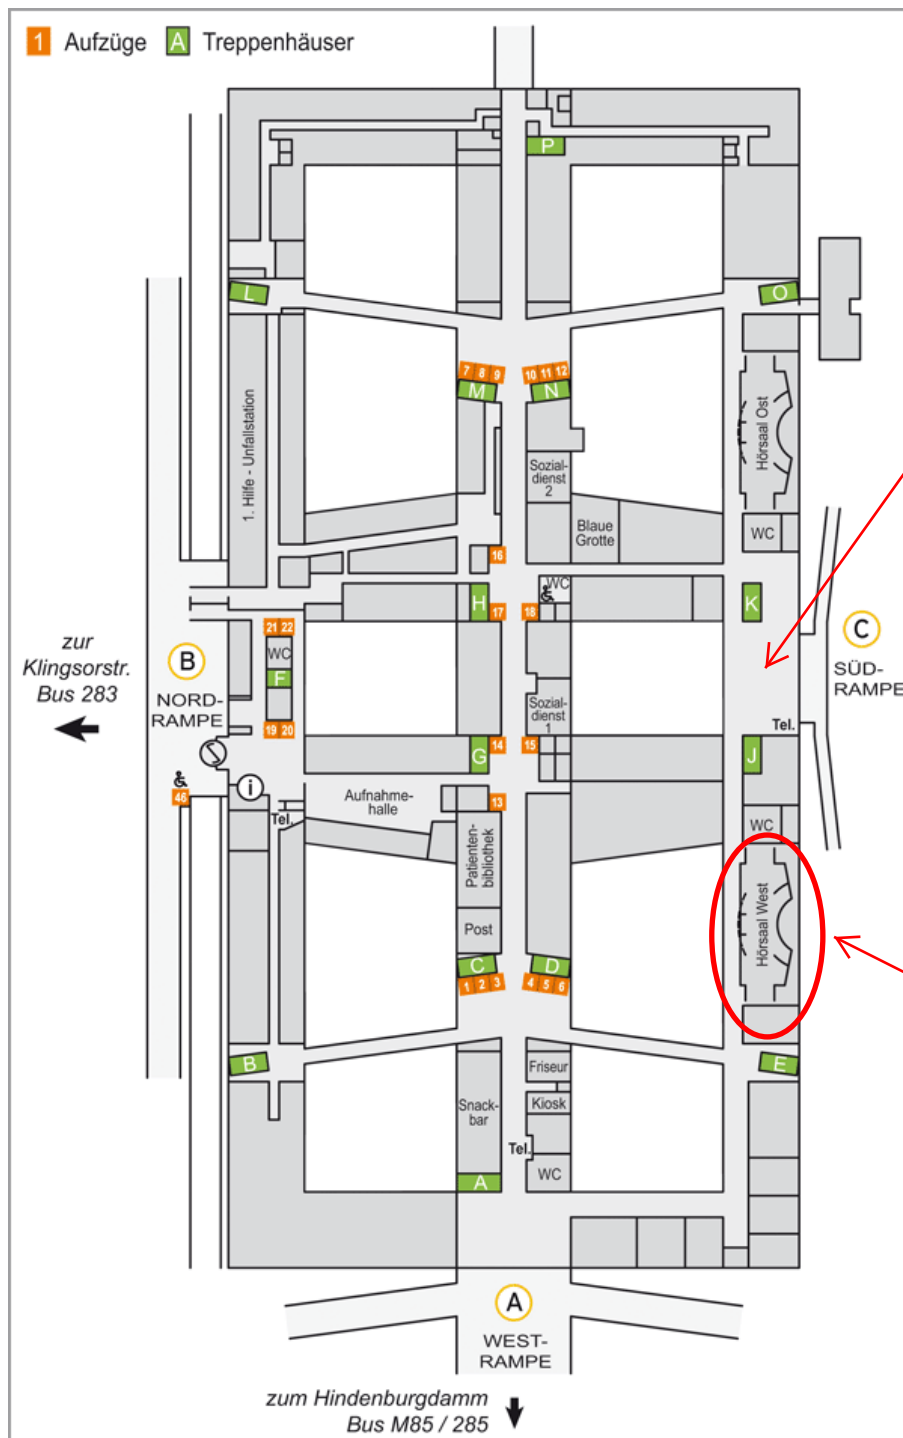 1 Aufzüge A Treppenhäuser
P
L
O
7 8 9 10 11 12
M N
Hörsaal Ost
1. Hilfe - Unfallstation
Sozial-
dienst
2
Blaue
Grotte
WC
16
WC
H 17 18
K
21 22
zur
Klingsorstr.
Bus 283
B
NORD-
RAMPE
WC
F
C
SÜD-
RAMPE
Sozial-
dienst
1
19 20
Tel.
G 14 15
J
i
46
Aufnahme-
halle
13
Tel.
WC
Patienten-
bibliothek
Hörsaal West
Post
C D
1 2 3 4 5 6
B
E
Friseur
Snack-
bar
Kiosk
Tel.
WC
A
A
WEST-
RAMPE
zum Hindenburgdamm
Bus M85 / 285